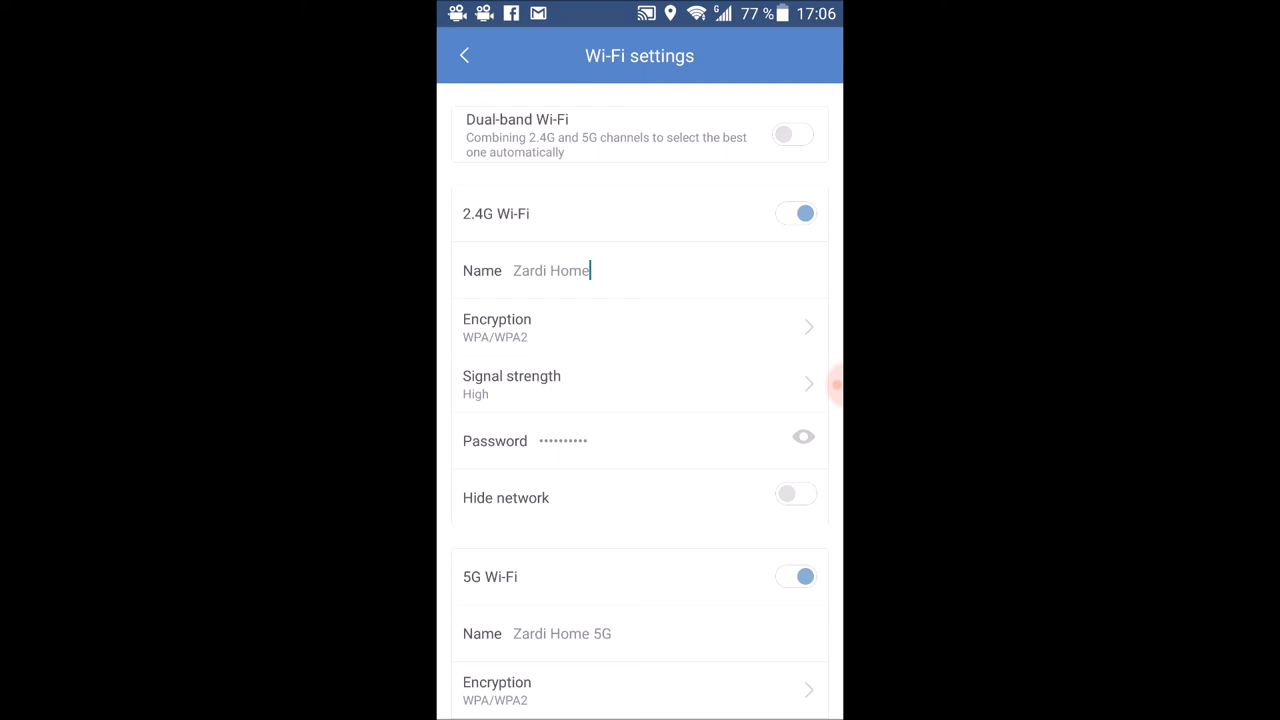 G 77 % 17:06
Wi-Fi settings
Dual-band Wi-Fi
Combining 2.4G and 5G channels to select the best
one automatically
2.4G Wi-Fi
Name Zardi Home
Encryption
WPA/WPA2
Signal strength
High
Password ••••••••••
Hide network
5G Wi-Fi
Name Zardi Home 5G
Encryption
WPA/WPA2